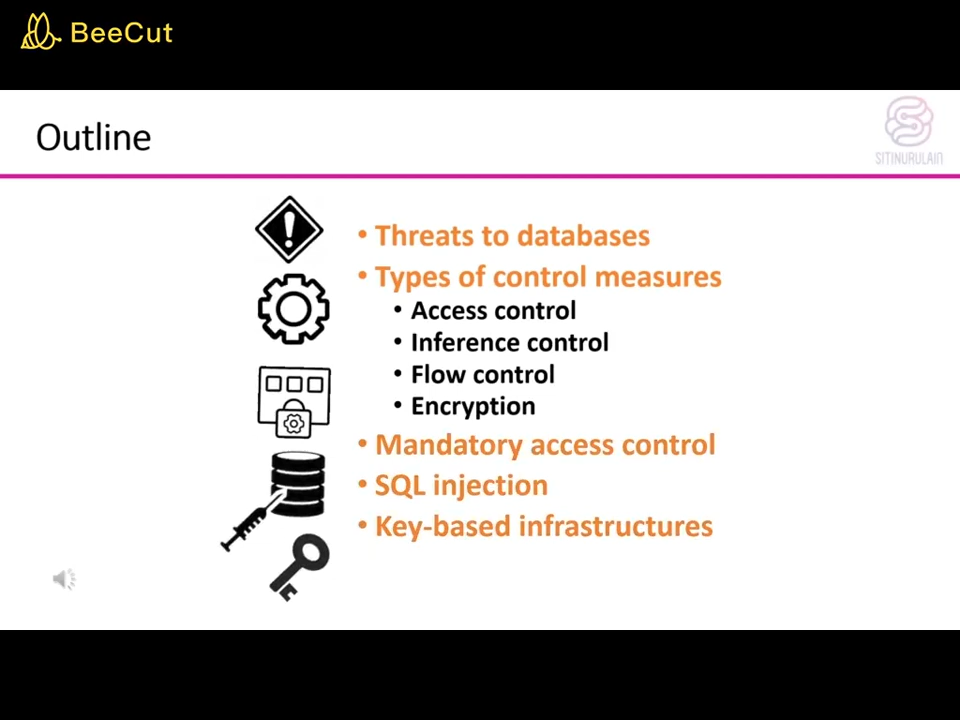 BeeCut
Outline
SITINURULAIN
• Threats to databases
• Types of control measures
• Access control
• Inference control
• Flow control
• Encryption
• Mandatory access control
• SQL injection
• Key-based infrastructures